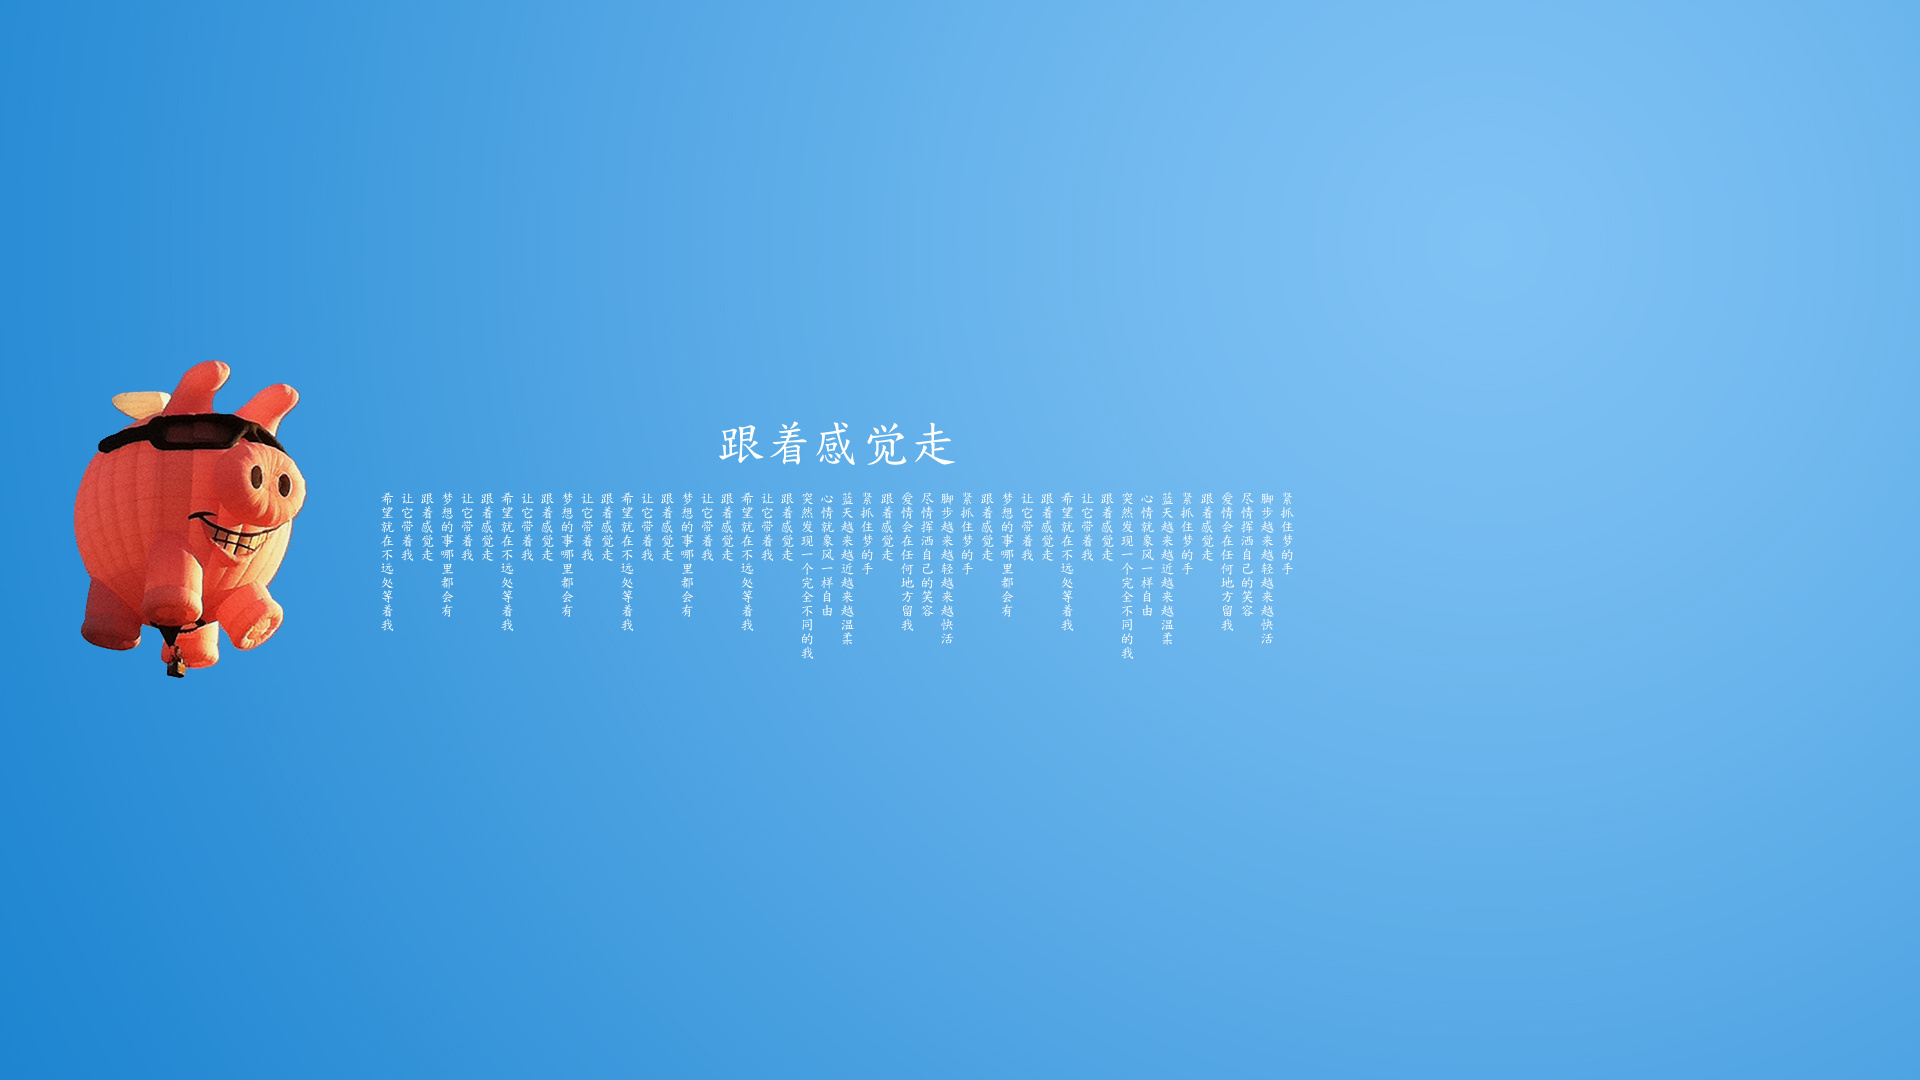 跟着感觉走
紧抓住梦的手
脚步越来越轻越来越快活
尽情挥洒自己的笑容
爱情会在任何地方留我
跟着感觉走
紧抓住梦的手
蓝天越来越近越来越温柔
心情就象风一样自由
突然发现一个完全不同的我
跟着感觉走
让它带着我
希望就在不远处等着我
跟着感觉走
让它带着我
梦想的事哪里都会有
跟着感觉走
紧抓住梦的手
脚步越来越轻越来越快活
尽情挥洒自己的笑容
爱情会在任何地方留我
跟着感觉走
紧抓住梦的手
蓝天越来越近越来越温柔
心情就象风一样自由
突然发现一个完全不同的我
跟着感觉走
让它带着我
希望就在不远处等着我
跟着感觉走
让它带着我
梦想的事哪里都会有
跟着感觉走
让它带着我
希望就在不远处等着我
跟着感觉走
让它带着我
梦想的事哪里都会有
跟着感觉走
让它带着我
希望就在不远处等着我
跟着感觉走
让它带着我
梦想的事哪里都会有
跟着感觉走
让它带着我
希望就在不远处等着我